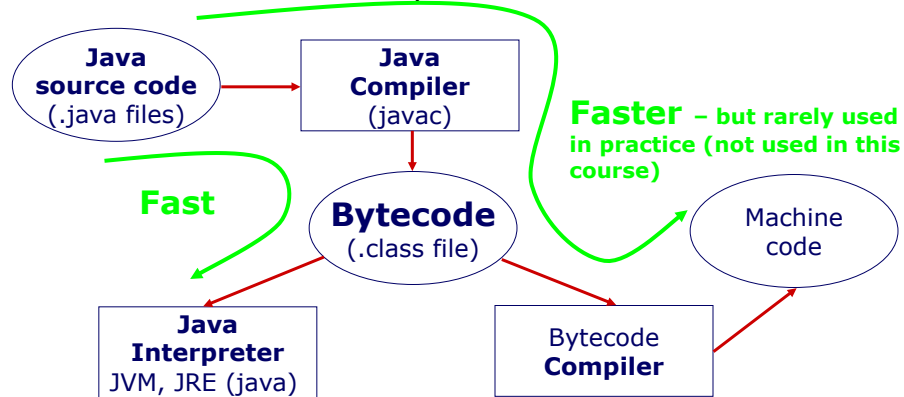 Java
source code
(.java files)
Java
Compiler
(javac)
Faster – but rarely used
in practice (not used in this
course)
Fast
Bytecode
(.class file)
Machine
code
Java
Interpreter
JVM, JRE (java)
Bytecode
Compiler